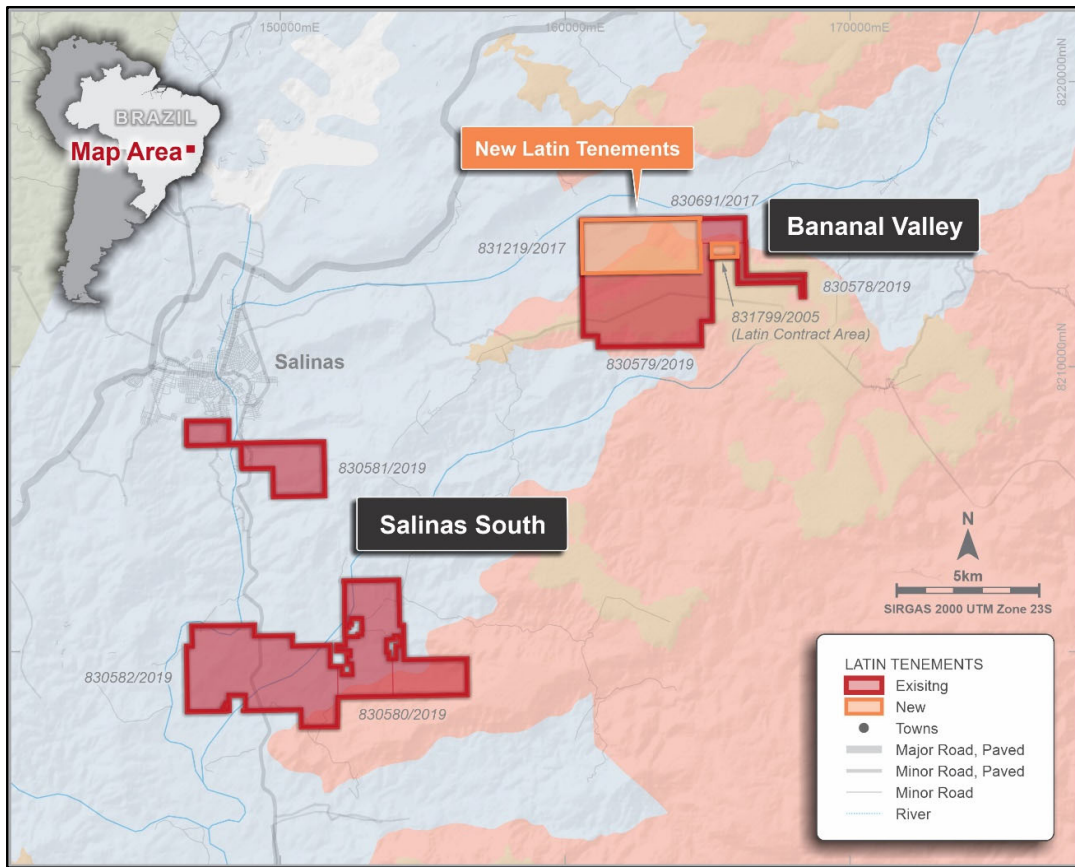 150000mE
160000mE
170000mE
8220000mN
BRAZIL
Map Area
New Latin Tenements
830691/2017
Bananal Valley
831219/2017
830578/2019
831799/2005
(Latin Contract Area)
830579/2019
8210000mN
Salinas
830581/2019
Salinas South
N
5km
SIRGAS 2000 UTM Zone 23S
830582/2019
830580/2019
LATIN TENEMENTS
Exisitng
New
Towns
Major Road, Paved
Minor Road, Paved
Minor Road
River